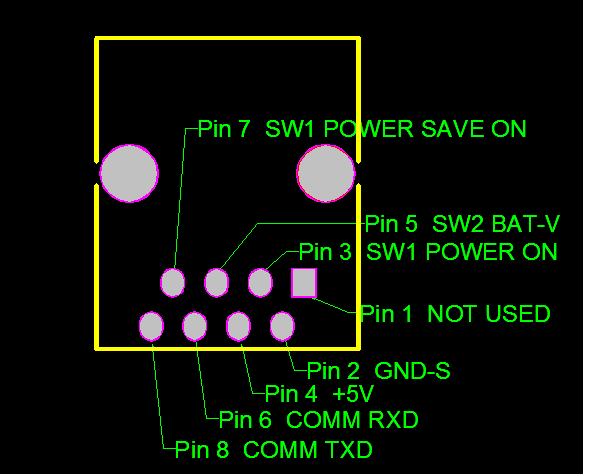 Pin 7  SW1 POWER SAVE ON
Pin 5  SW2 BAT-V
Pin 3  SW1 POWER ON
Pin 1  NOT USED
Pin 2  GND-S
Pin 4  +5V
Pin 6  COMM RXD
Pin 8  COMM TXD